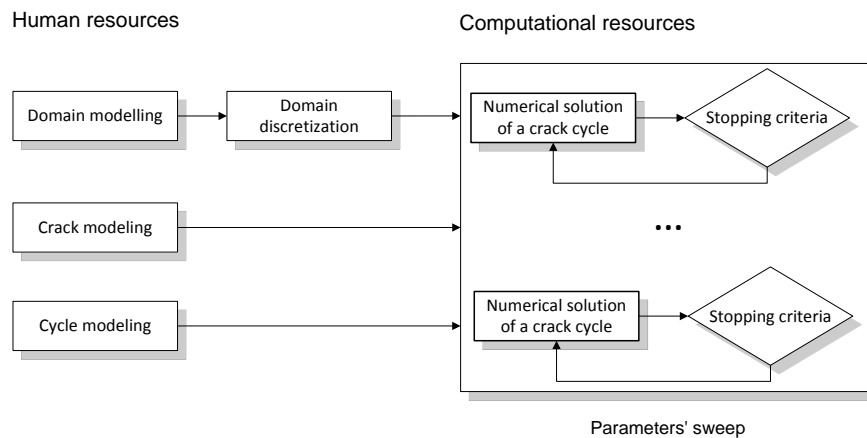 Human resources
Computational resources
Domain modelling
Domain
discretization
Numerical solution
of a crack cycle
Stopping criteria
Crack modeling
...
Cycle modeling
Numerical solution
of a crack cycle
Stopping criteria
Parameters' sweep